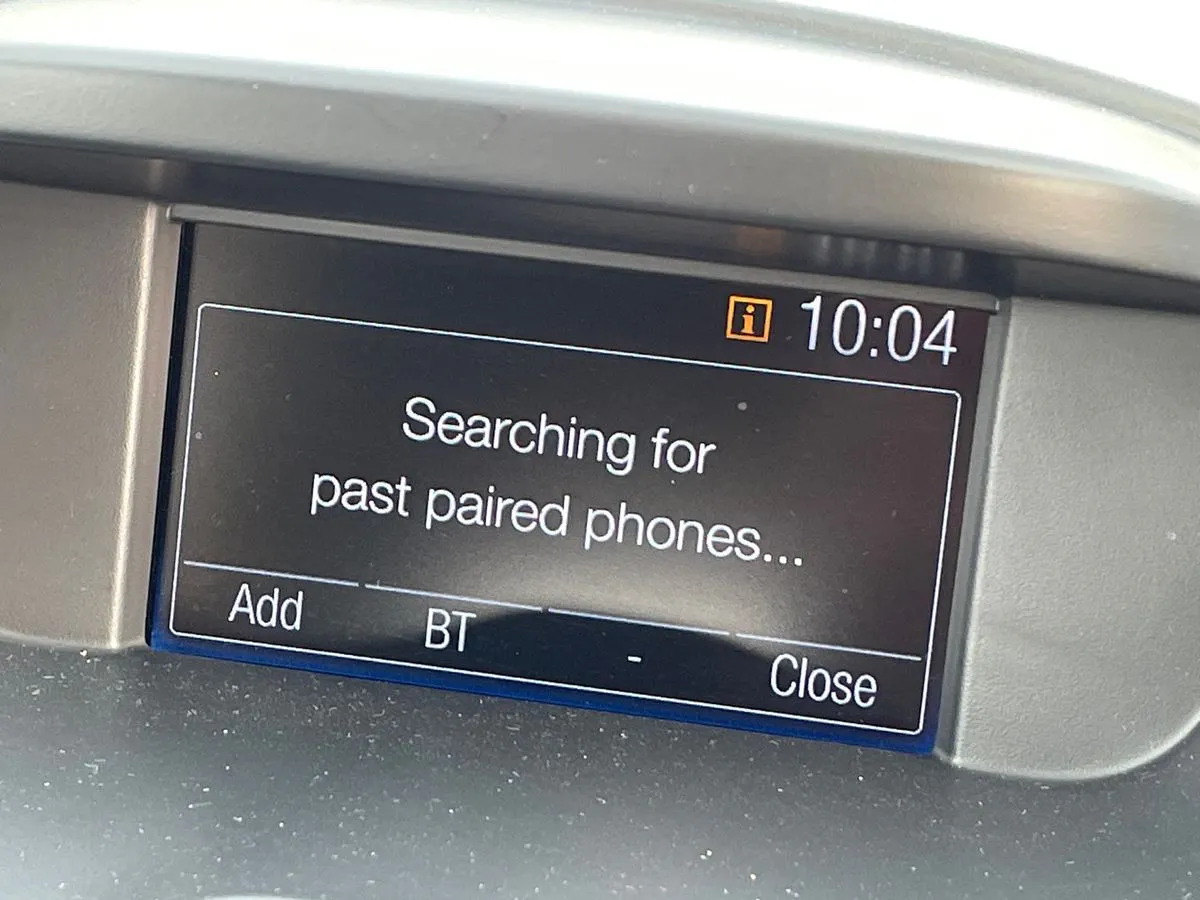 i 10:04
Searching for
past paired phones...
Add BT - Close